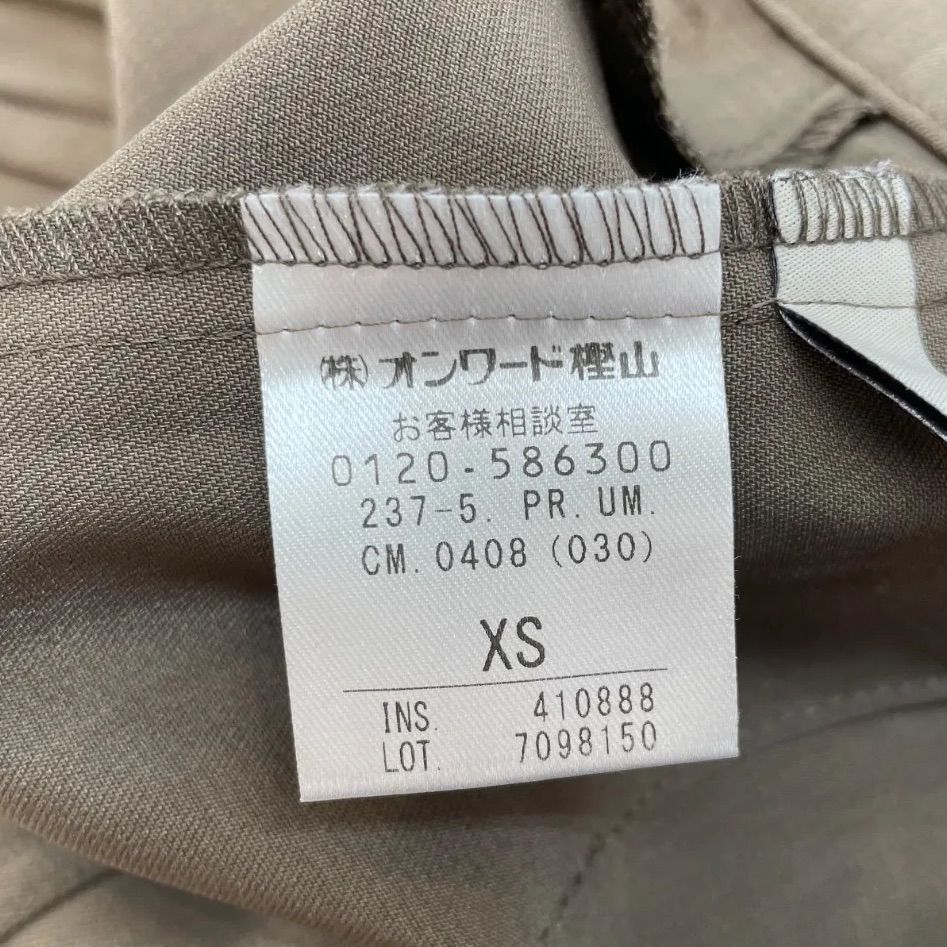 (株)オンワード樫山
お客様相談室
0120-586300
237-5. PR. UM.
CM. 0408 (030)
XS
INS. 410888
LOT. 7098150